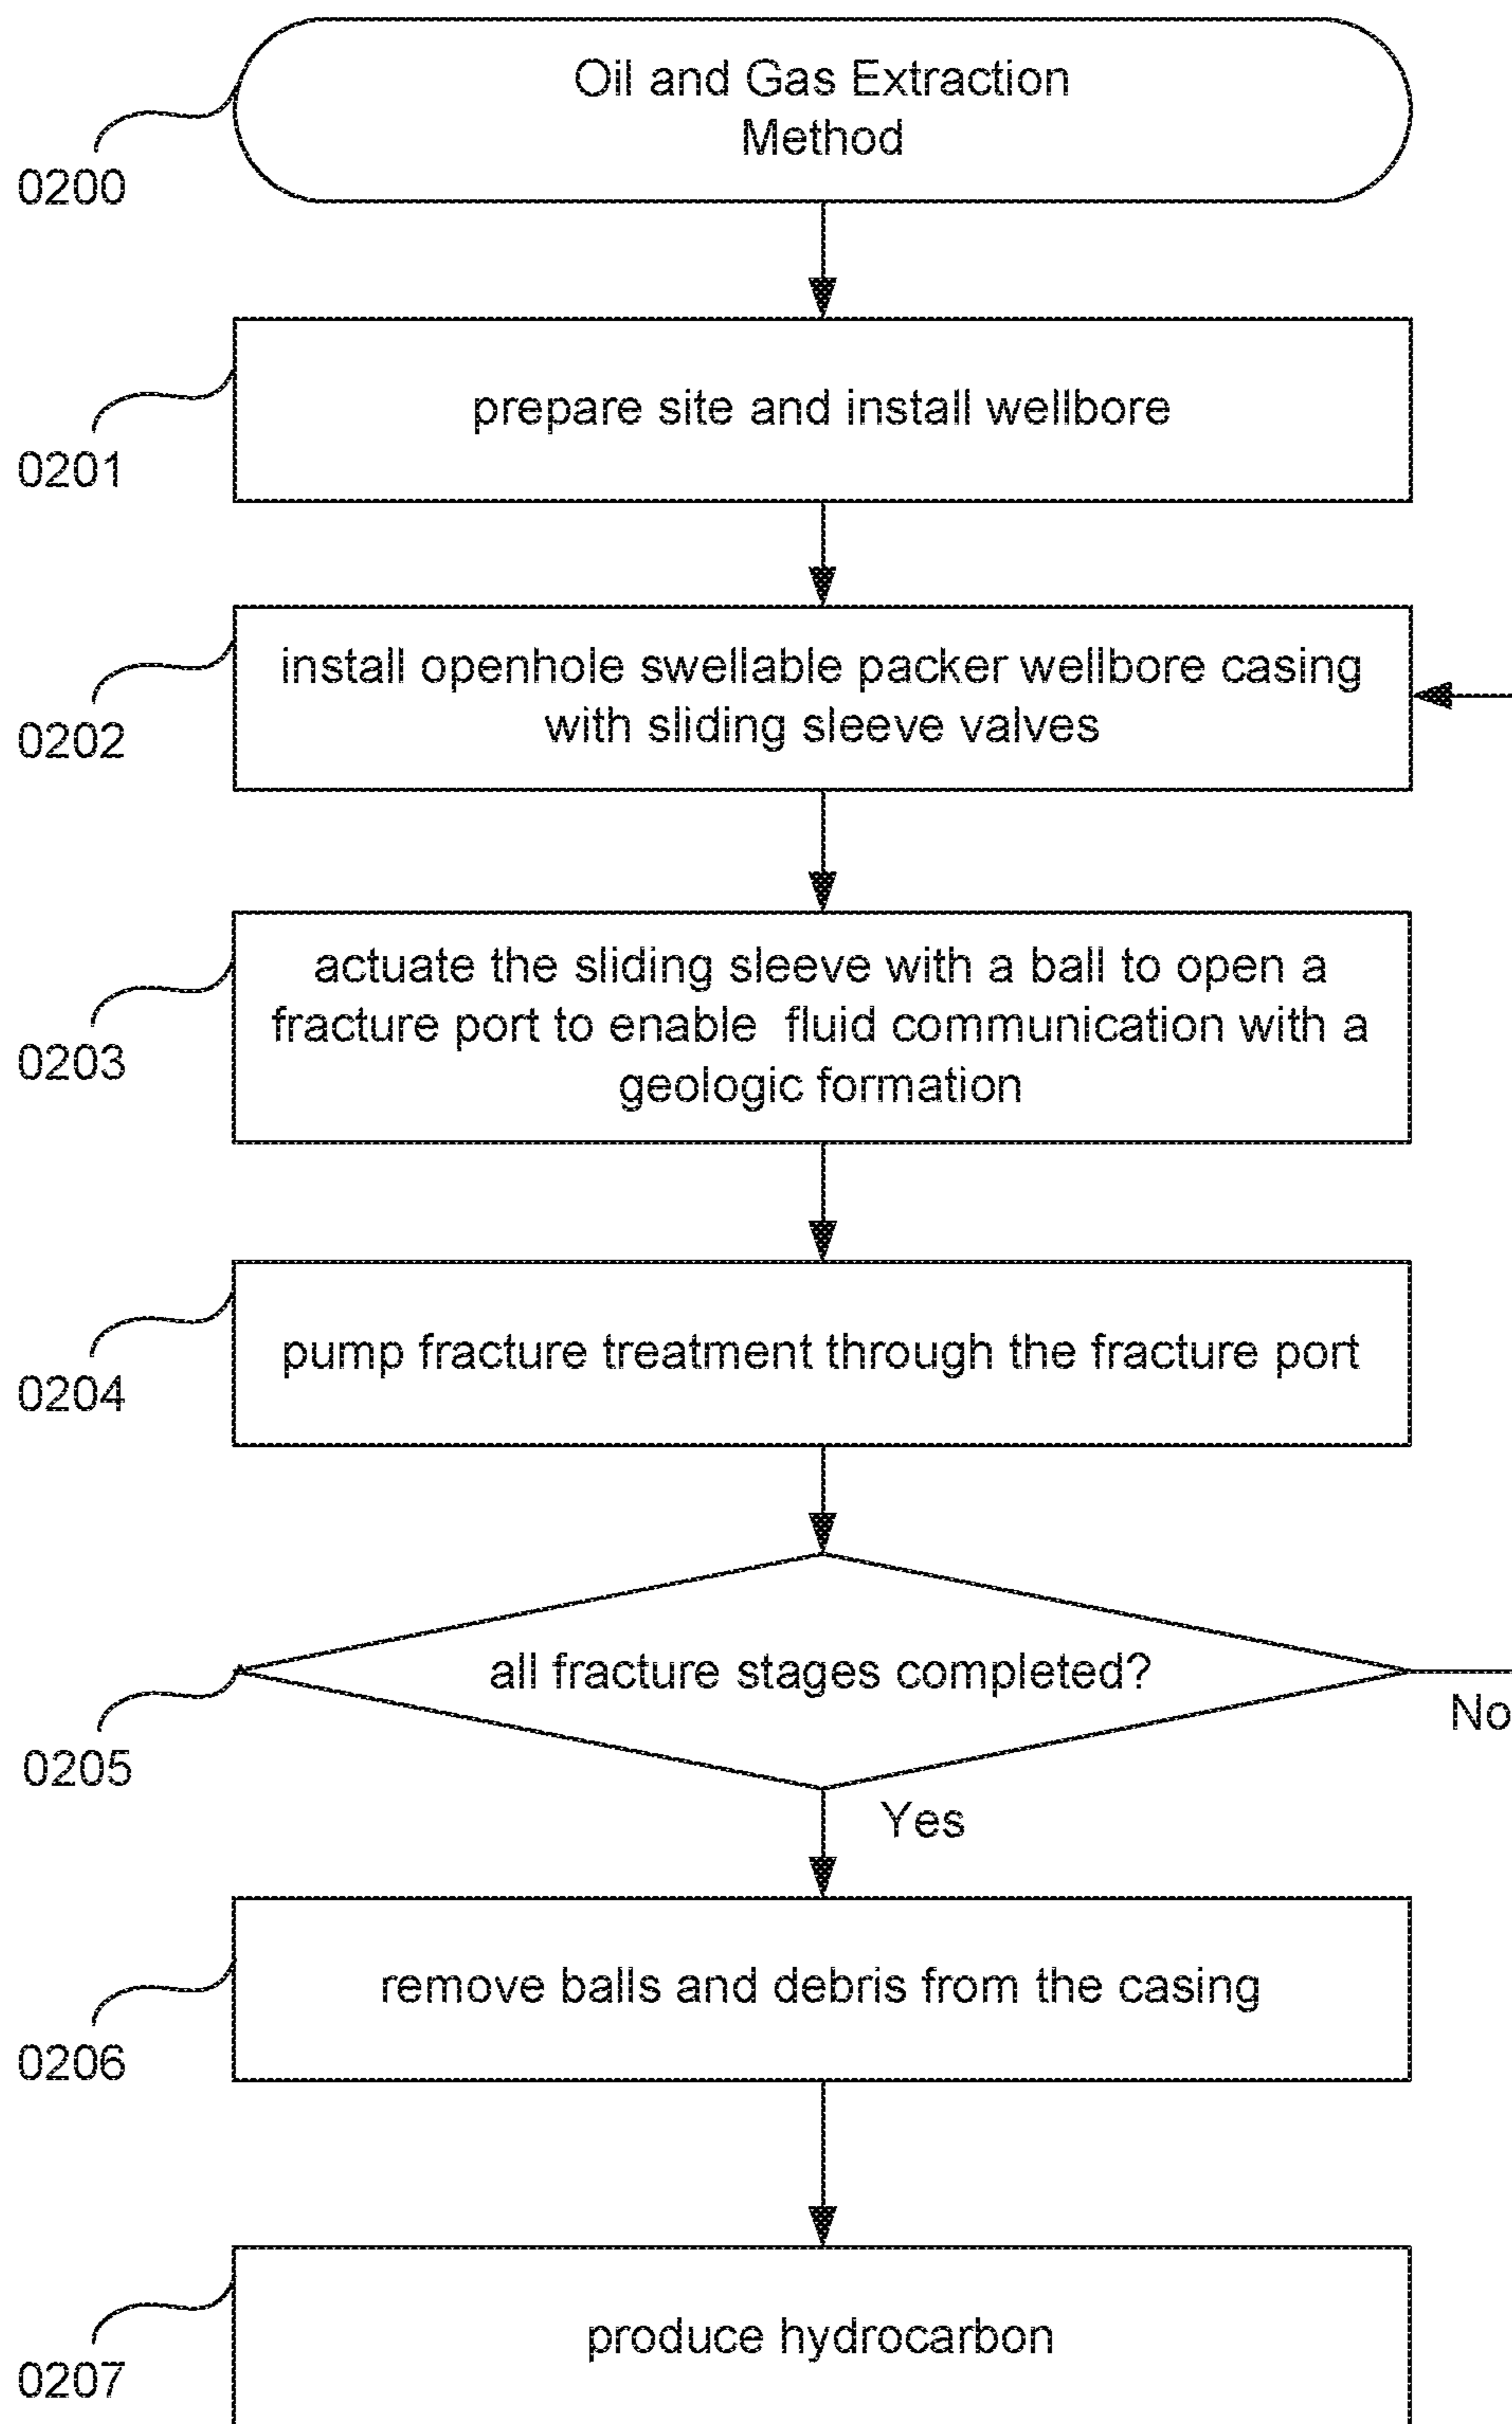 Oil and Gas Extraction
Method
0200
prepare site and install wellbore
0201
install openhole swellable packer wellbore casing
with sliding sleeve valves
0202
actuate the sliding sleeve with a ball to open a
fracture port to enable fluid communication with a
geologic formation
0203
pump fracture treatment through the fracture port
0204
all fracture stages completed?
No
0205
Yes
remove balls and debris from the casing
0206
produce hydrocarbon
0207